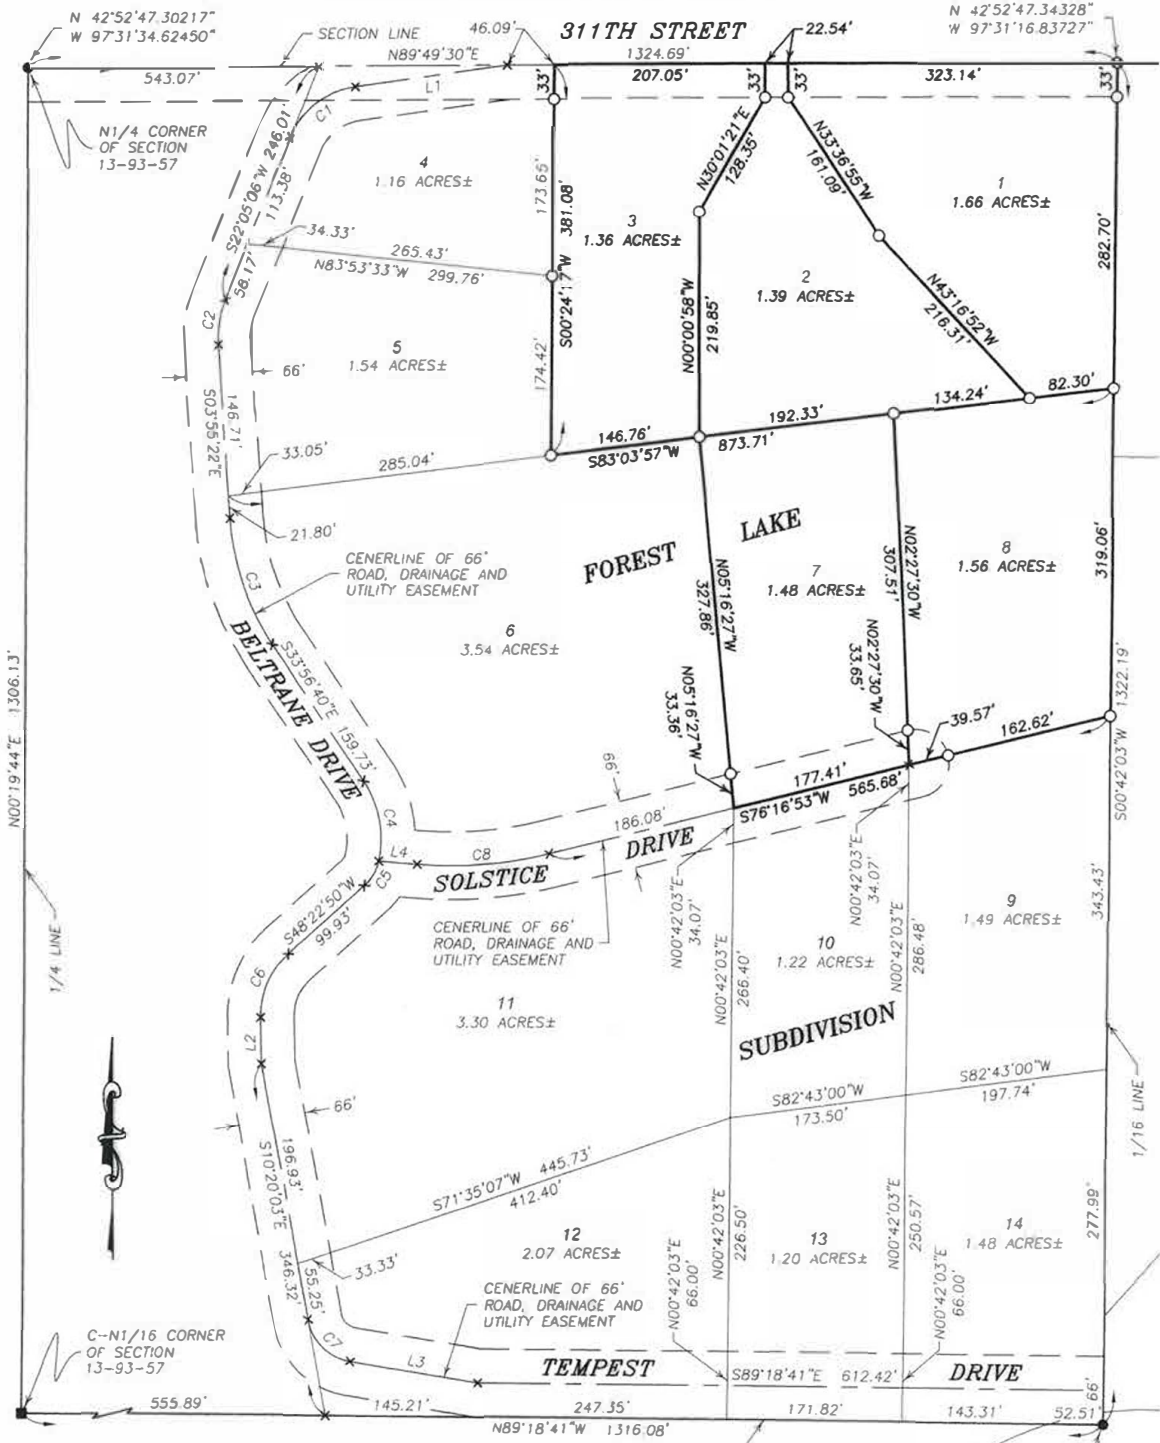 N 42°52'47.30217"
W 97°31'34.62450"
SECTION LINE
N89°49'30"E
46.09'
311TH STREET
1324.69'
22.54'
N 42°52'47.34328"
W 97°31'16.83727"
543.07'
207.05'
323.14'
33'
33'
33'
33'
L1
C1
N1/4 CORNER
OF SECTION
13-93-57
246.01'
S22°05'06"W
113.38'
58.17'
4
1.16 ACRES±
173.65'
381.08'
S00°24'17"W
174.42'
3
1.36 ACRES±
N30°01'21"E
128.35'
N33°36'55"W
161.09'
1
1.66 ACRES±
282.70'
34.33'
265.43'
N83°53'33"W 299.76'
2
1.39 ACRES±
N43°16'52"W
216.31'
N00°00'58"W
219.85'
C2
5
1.54 ACRES±
66'
146.71'
S03°55'22"E
134.24'
82.30'
192.33'
146.76'
S83°03'57"W
873.71'
33.05'
285.04'
21.80'
CENERLINE OF 66'
ROAD, DRAINAGE AND
UTILITY EASEMENT
C3
FOREST
LAKE
N05°16'27"W
327.86'
7
1.48 ACRES±
N02°27'30"W
307.51'
8
1.56 ACRES±
319.06'
6
3.54 ACRES±
BELTRANE DRIVE
S33°56'40"E 159.73'
N00°19'44"E 1306.13'
N05°16'27"W
33.36'
N02°27'30"W
33.65'
39.57'
162.62'
1322.19'
S00°42'03"W
66'
177.41'
S76°16'53"W 565.68'
186.08'
C4
L4
C8
C5
SOLSTICE
DRIVE
S48°22'50"W
99.93'
CENERLINE OF 66'
ROAD, DRAINAGE AND
UTILITY EASEMENT
N00°42'03"E
34.07'
N00°42'03"E
34.07'
N00°42'03"E
266.40'
N00°42'03"E
286.48'
9
1.49 ACRES±
343.43'
10
1.22 ACRES±
1/4 LINE
C6
L2
11
3.30 ACRES±
SUBDIVISION
S82°43'00"W
197.74'
S82°43'00"W
173.50'
1/16 LINE
66'
196.93'
S10°20'03"E
346.32'
55.25'
S71°35'07"W 445.73'
412.40'
33.33'
12
2.07 ACRES±
N00°42'03"E
226.50'
13
1.20 ACRES±
N00°42'03"E
250.57'
14
1.48 ACRES±
277.99'
N00°42'03"E
66.00'
N00°42'03"E
66.00'
CENERLINE OF 66'
ROAD, DRAINAGE AND
UTILITY EASEMENT
C-N1/16 CORNER
OF SECTION
13-93-57
C7
L3
TEMPEST
S89°18'41"E 612.42'
DRIVE
66'
555.89'
145.21'
247.35'
171.82'
143.31'
52.51'
N89°18'41"W 1316.08'